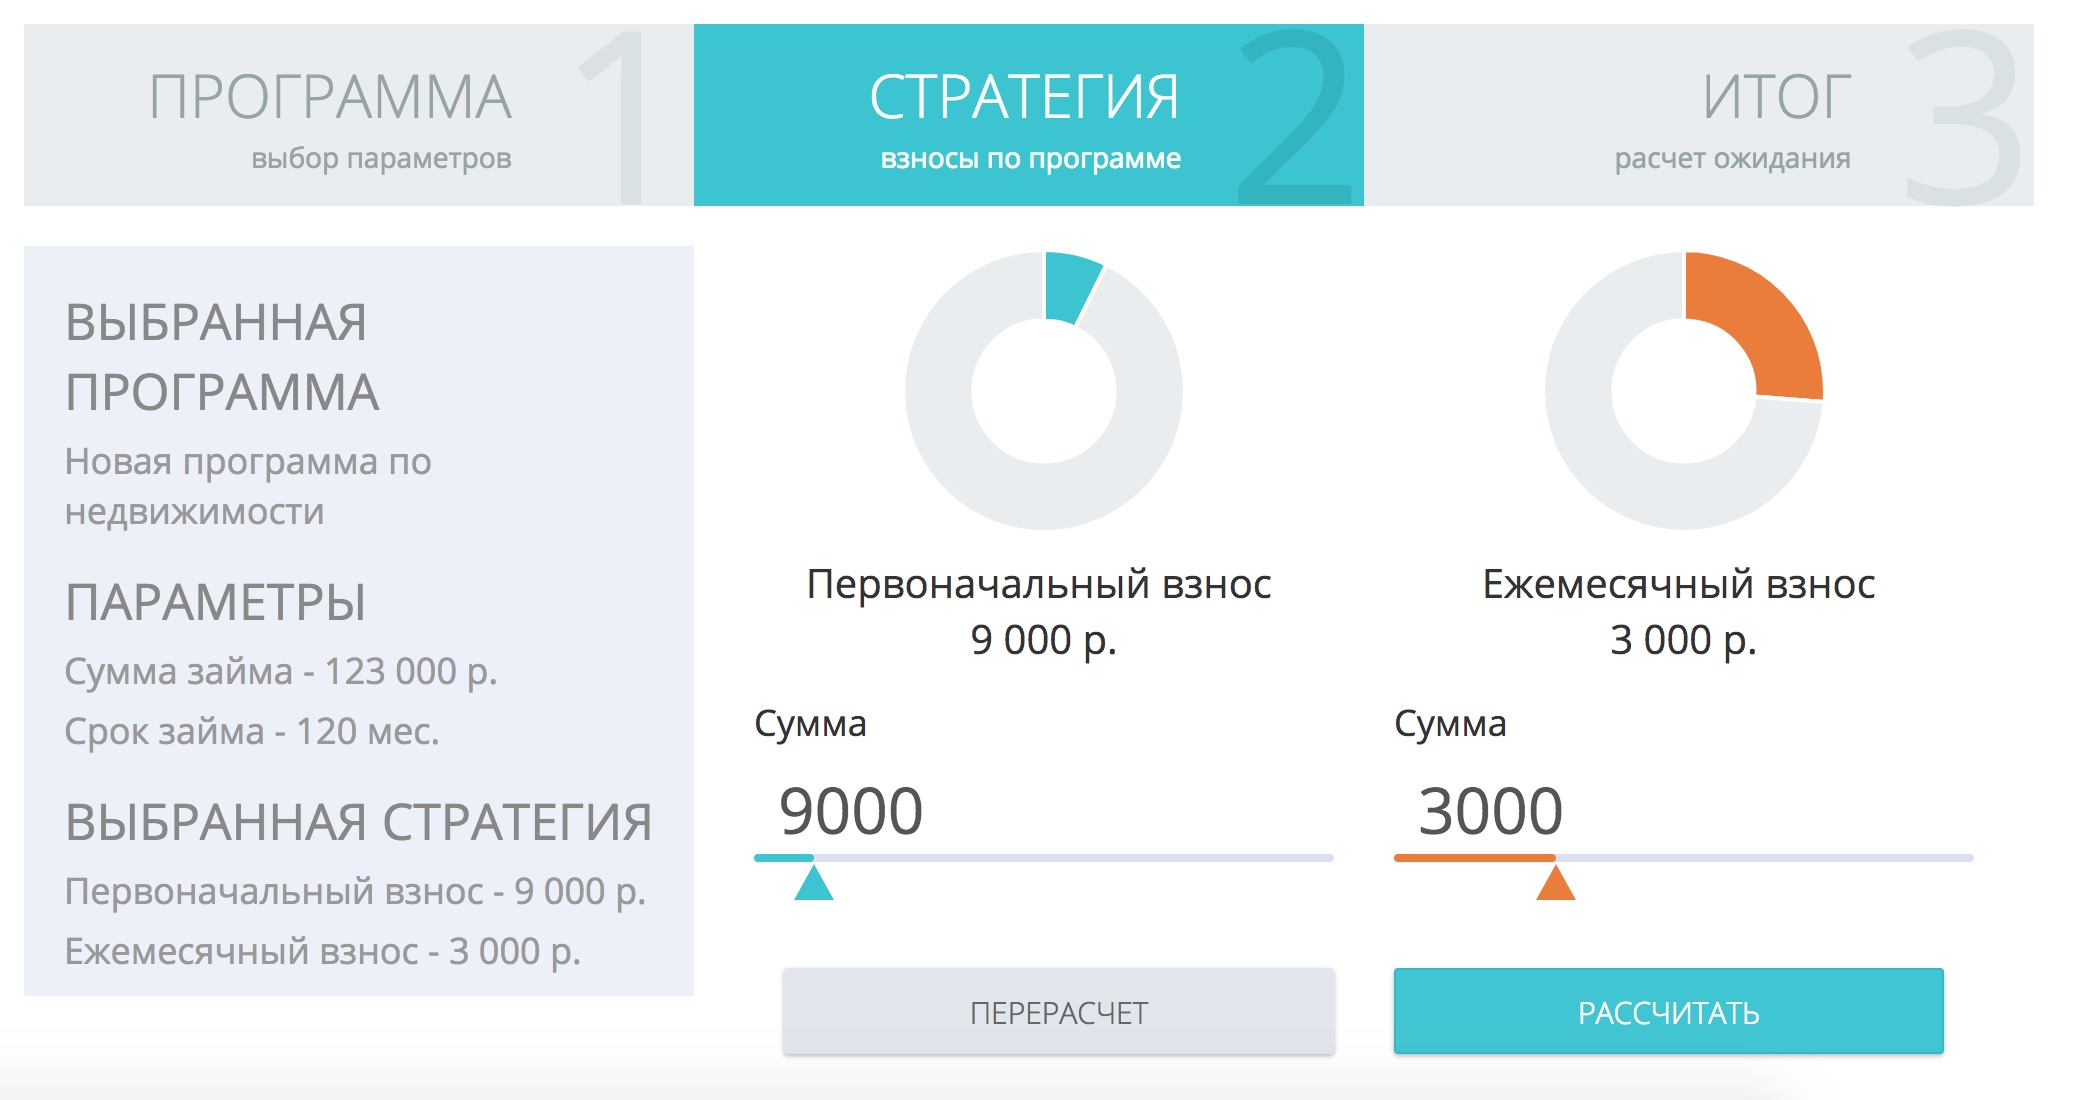 ПРОГРАММА
выбор параметров
1
СТРАТЕГИЯ
взносы по программе
2
ИТОГ
расчет ожидания
3
ВЫБРАННАЯ
ПРОГРАММА
Новая программа по
недвижимости
ПАРАМЕТРЫ
Сумма займа - 123 000 р.
Срок займа - 120 мес.
ВЫБРАННАЯ СТРАТЕГИЯ
Первоначальный взнос - 9 000 р.
Ежемесячный взнос - 3 000 р.
Первоначальный взнос
9 000 р.
Сумма
9000
ПЕРЕРАСЧЕТ
Ежемесячный взнос
3 000 р.
Сумма
3000
РАССЧИТАТЬ